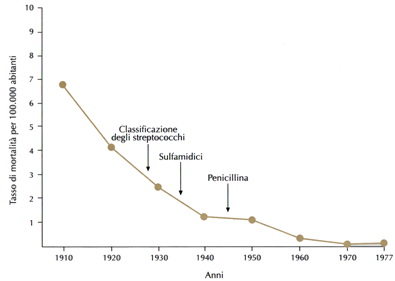 Tasso di mortalità per 100.000 abitanti
10
9
8
7
6
5
4
3
2
1
Classificazione
degli streptococchi
Sulfamidici
Penicillina
1910 1920 1930 1940 1950 1960 1970 1977
Anni